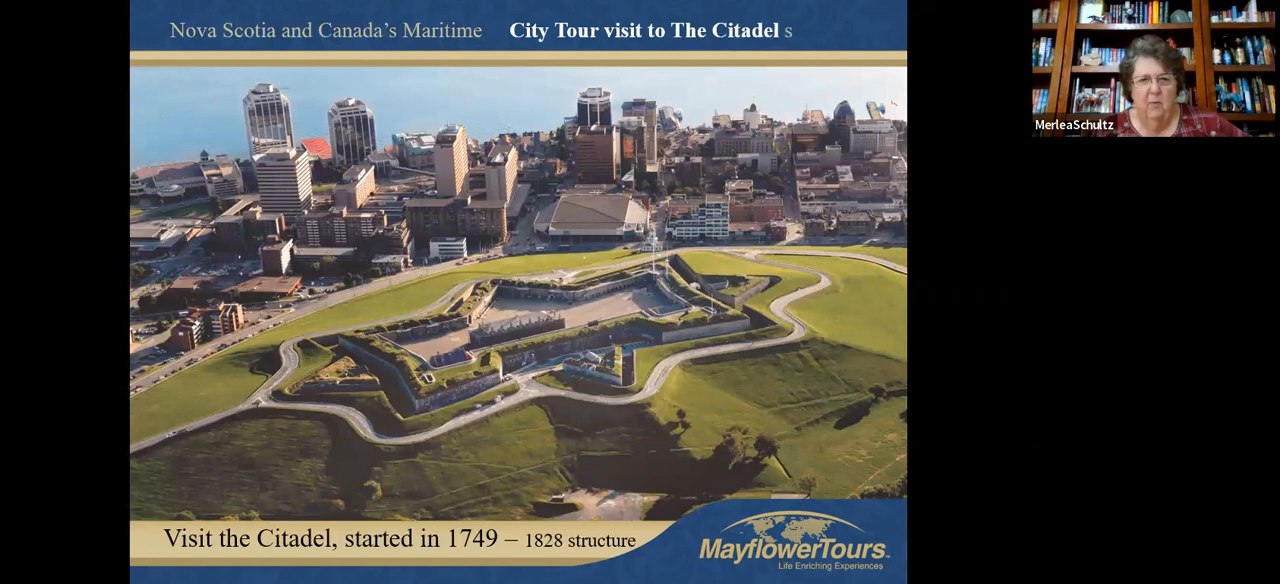 Nova Scotia and Canada's Maritime City Tour visit to The Citadel s
MerleaSchultz
Visit the Citadel, started in 1749 – 1828 structure
MayflowerTours
Life Enriching Experiences